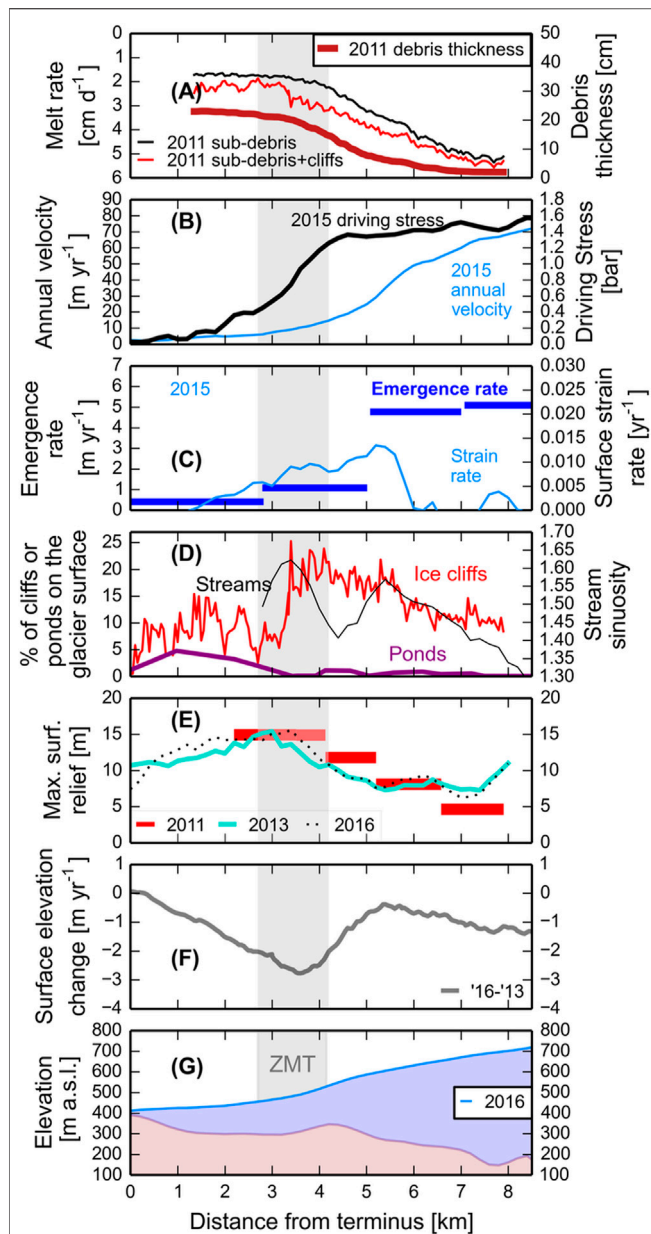 0
1
2
3
4
5
6
Melt rate
[cm d⁻¹]
(A)
2011 debris thickness
2011 sub-debris
2011 sub-debris+cliffs
50
40
30
20
10
0
Debris
thickness [cm]
90
80
70
60
50
40
30
20
10
0
Annual velocity
[m yr⁻¹]
(B)
2015 driving stress
2015
annual
velocity
1.8
1.6
1.4
1.2
1.0
0.8
0.6
0.4
0.2
0.0
Driving Stress
[bar]
7
6
5
4
3
2
1
0
Emergence
rate
[m yr⁻¹]
2015
(C)
Emergence rate
Strain
rate
0.030
0.025
0.020
0.015
0.010
0.005
0.000
Surface strain
rate [yr⁻¹]
25
20
15
10
5
0
% of cliffs or
ponds on the
glacier surface
(D)
Streams
Ice cliffs
Ponds
1.70
1.65
1.60
1.55
1.50
1.45
1.40
1.35
1.30
Stream
sinuosity
20
15
10
5
0
Max. surf.
relief [m]
(E)
2011
2013
2016
20
15
10
5
0
1
0
−1
−2
−3
−4
Surface elevation
change [m yr⁻¹]
(F)
'16-'13
1
0
−1
−2
−3
−4
800
700
600
500
400
300
200
100
Elevation
[m a.s.l.]
(G)
ZMT
2016
800
700
600
500
400
300
200
100
0 1 2 3 4 5 6 7 8
Distance from terminus [km]